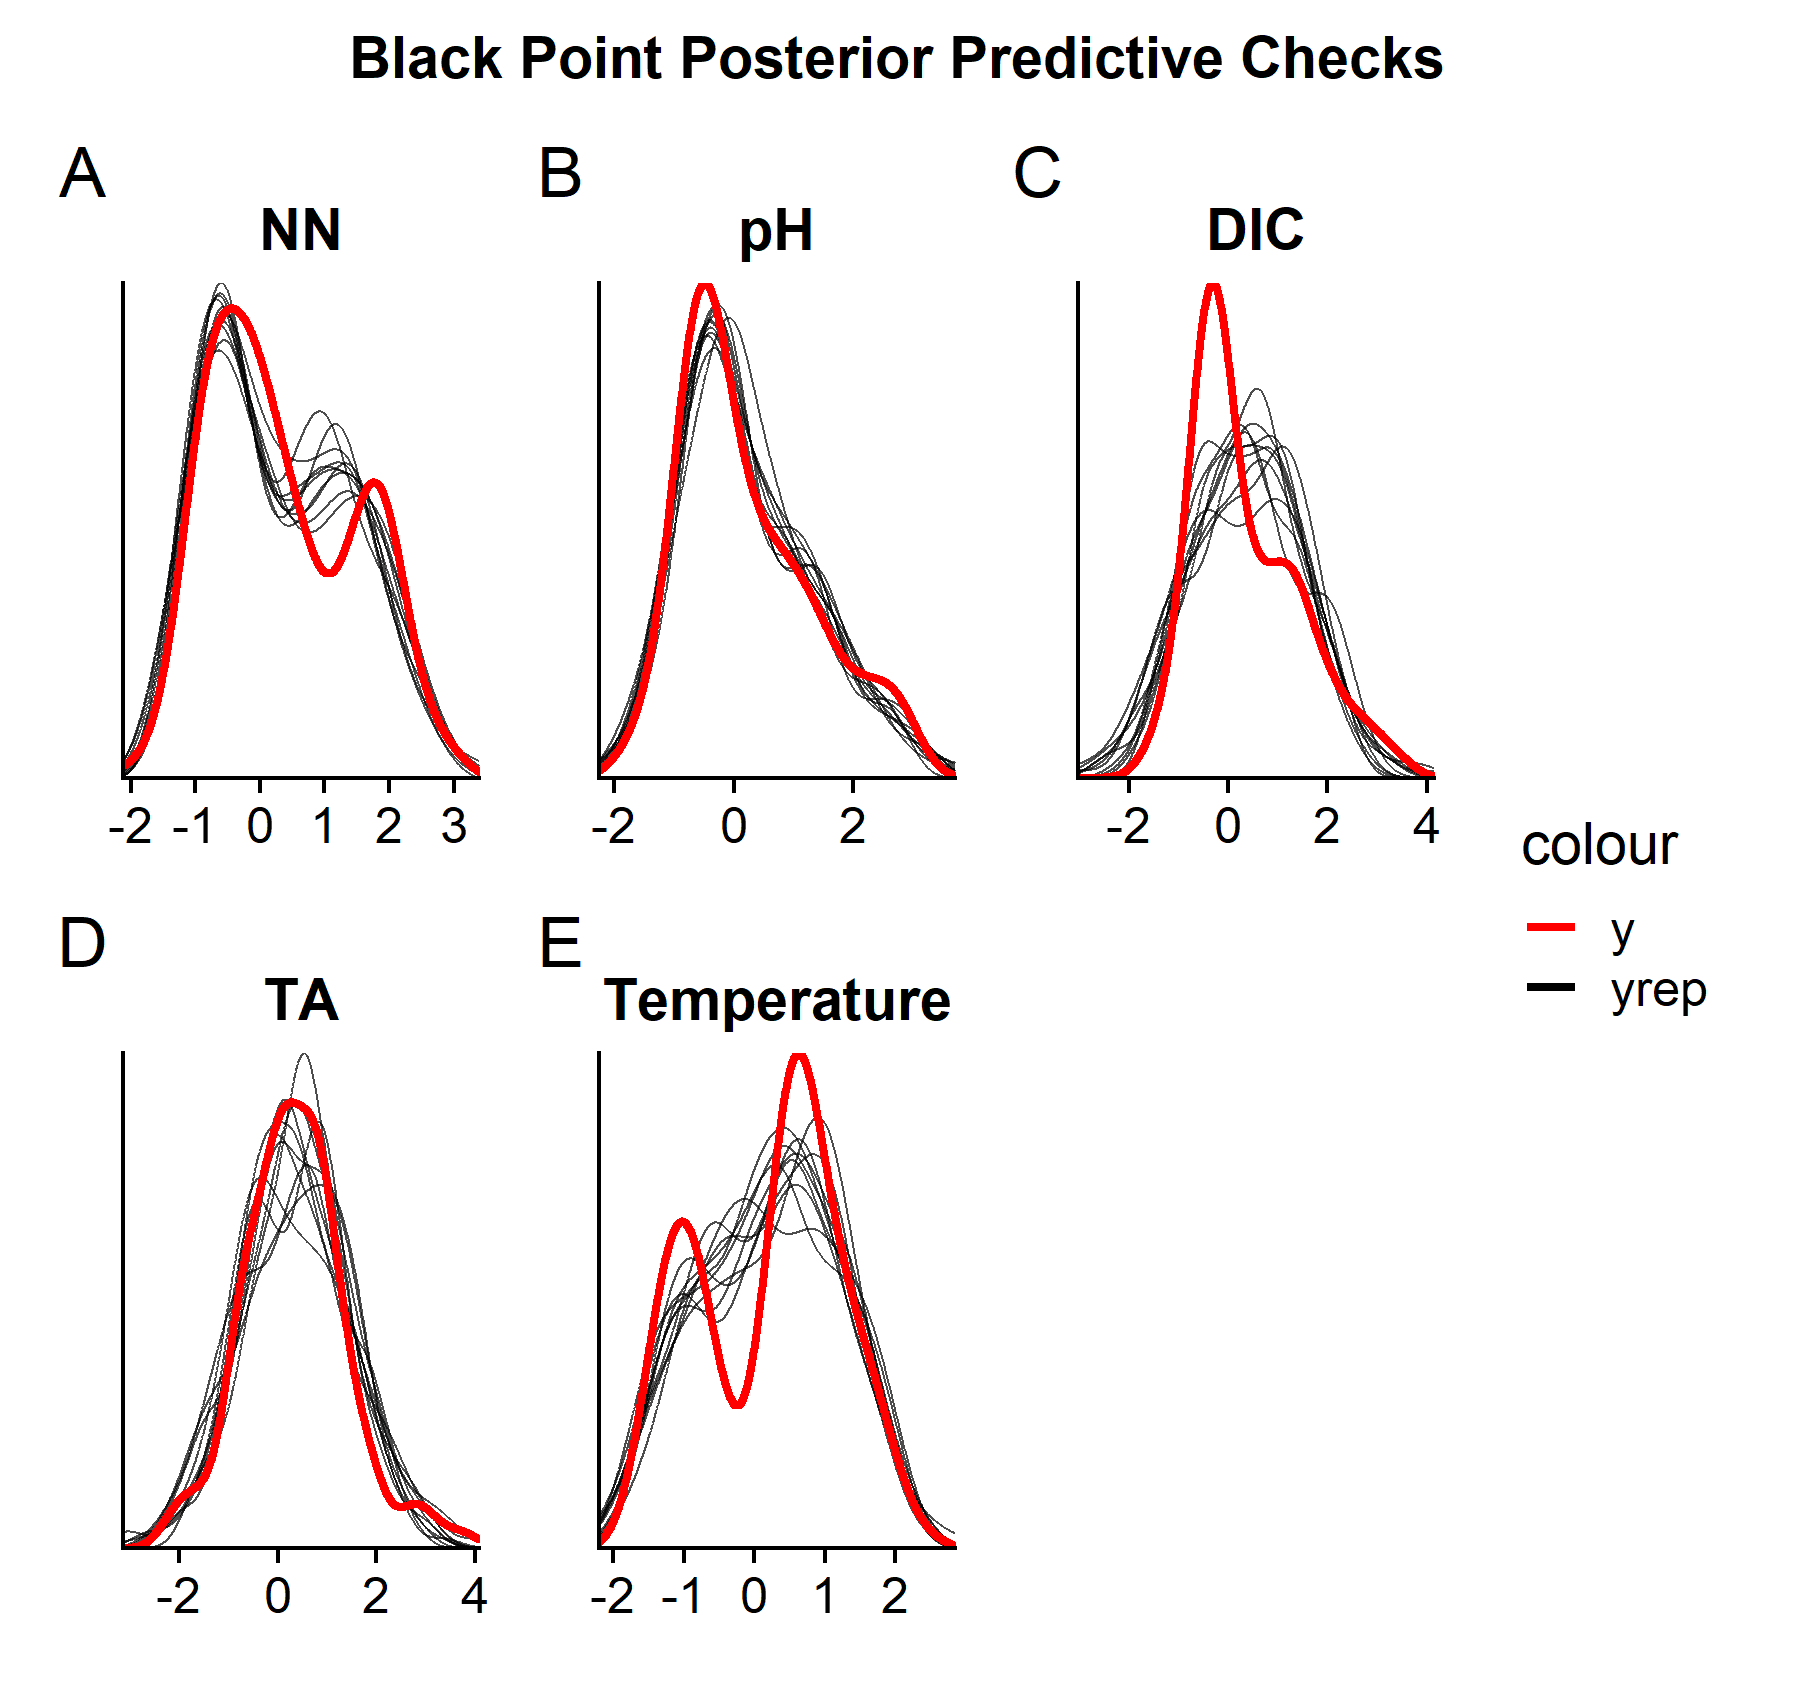 Black Point Posterior Predictive Checks
A
B
C
NN
pH
DIC
-2 -1 0 1 2 3
-2 0 2
-2 0 2 4
colour
y
yrep
D
E
TA
Temperature
-2 0 2 4
-2 -1 0 1 2